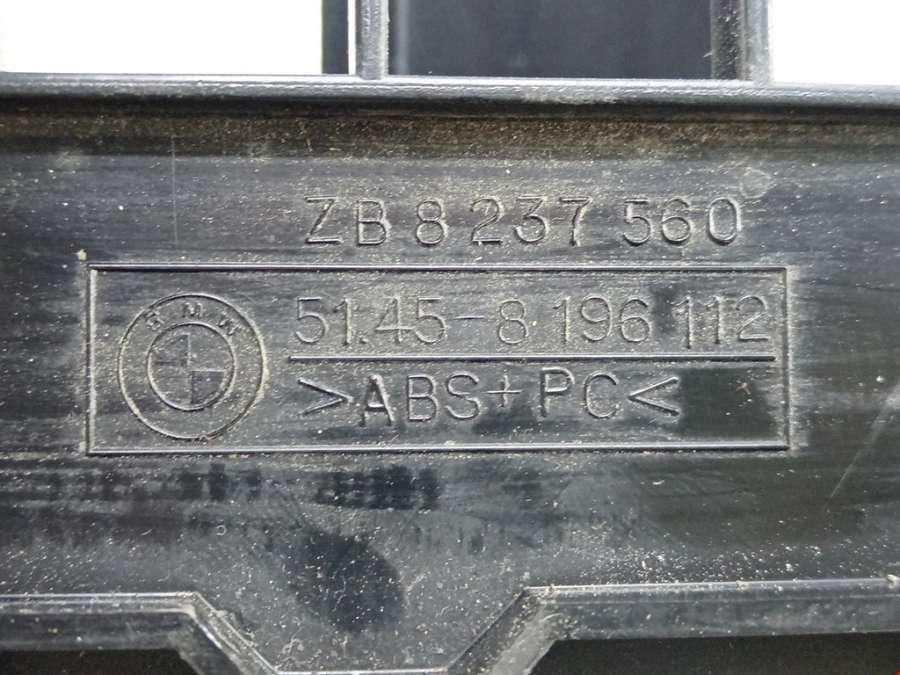 ZB 8 237 560
BMW
51.45-8 196 112
>ABS+PC<